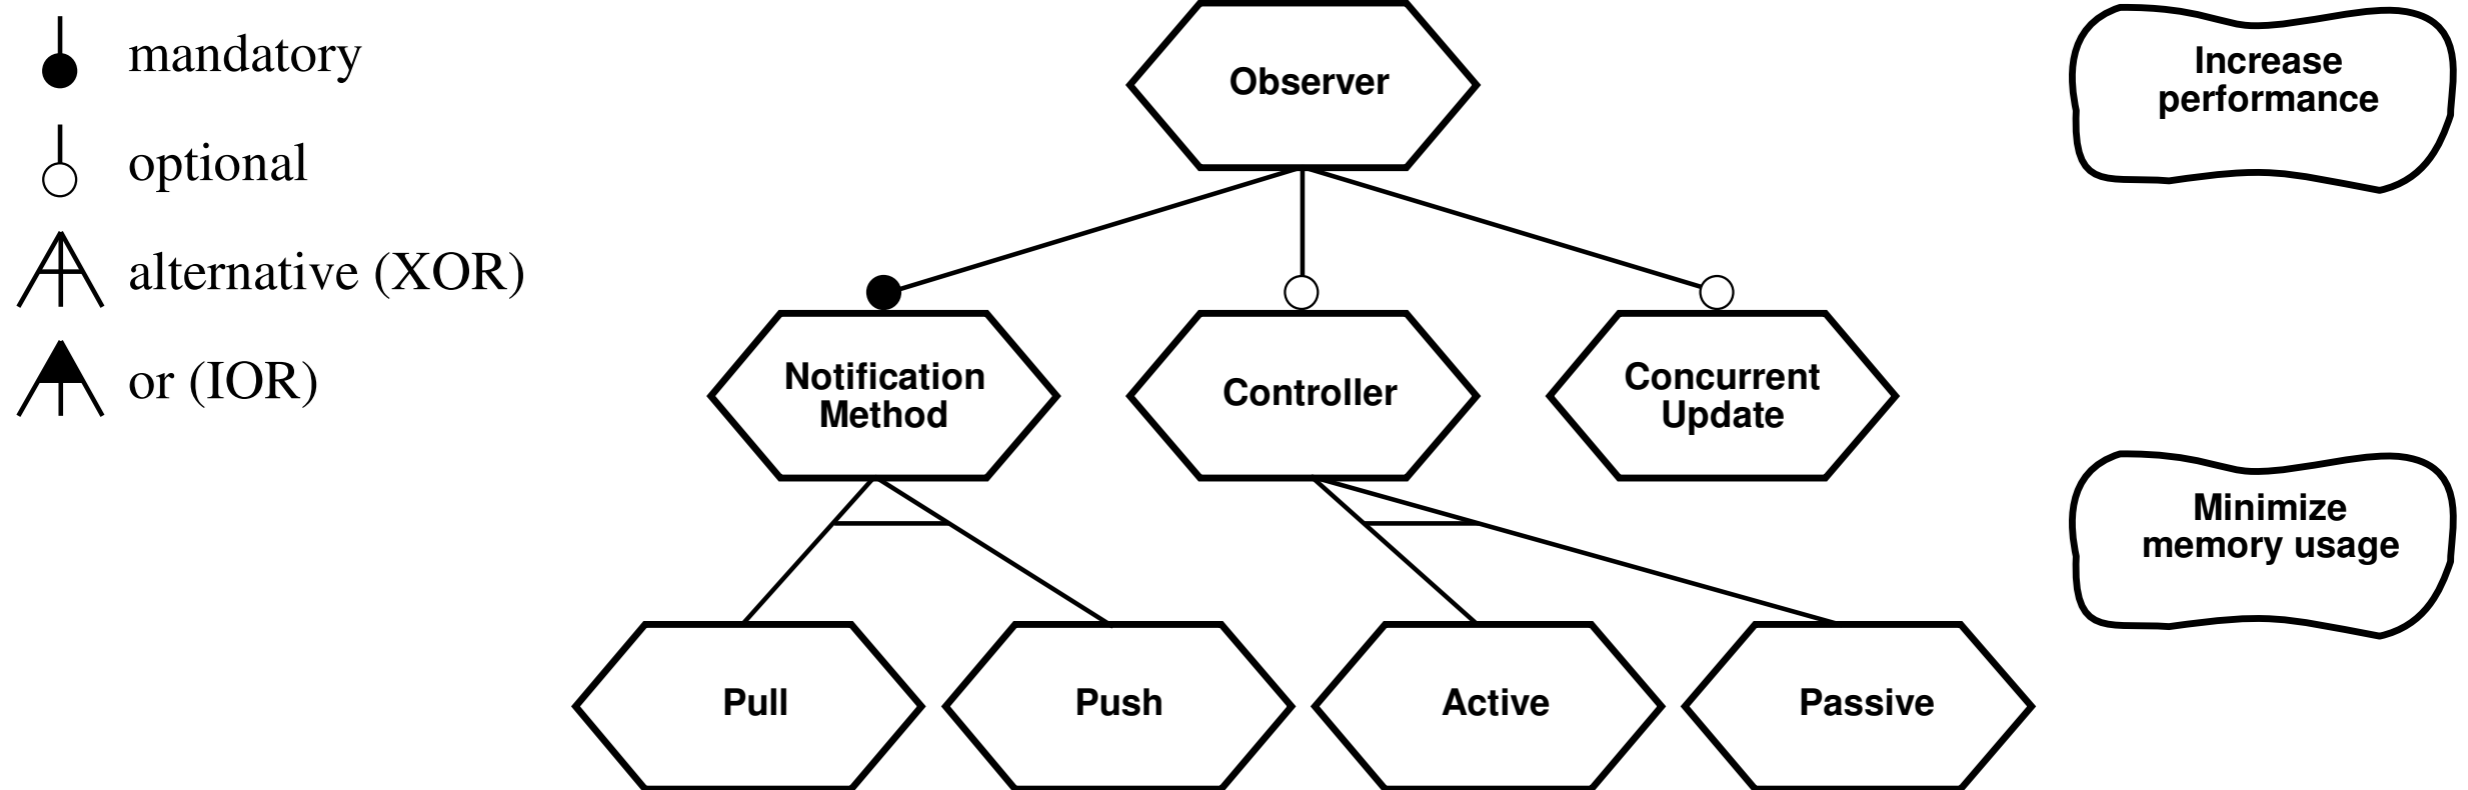 mandatory
optional
alternative (XOR)
or (IOR)
Observer
Notification
Method
Controller
Concurrent
Update
Pull
Push
Active
Passive
Increase
performance
Minimize
memory usage